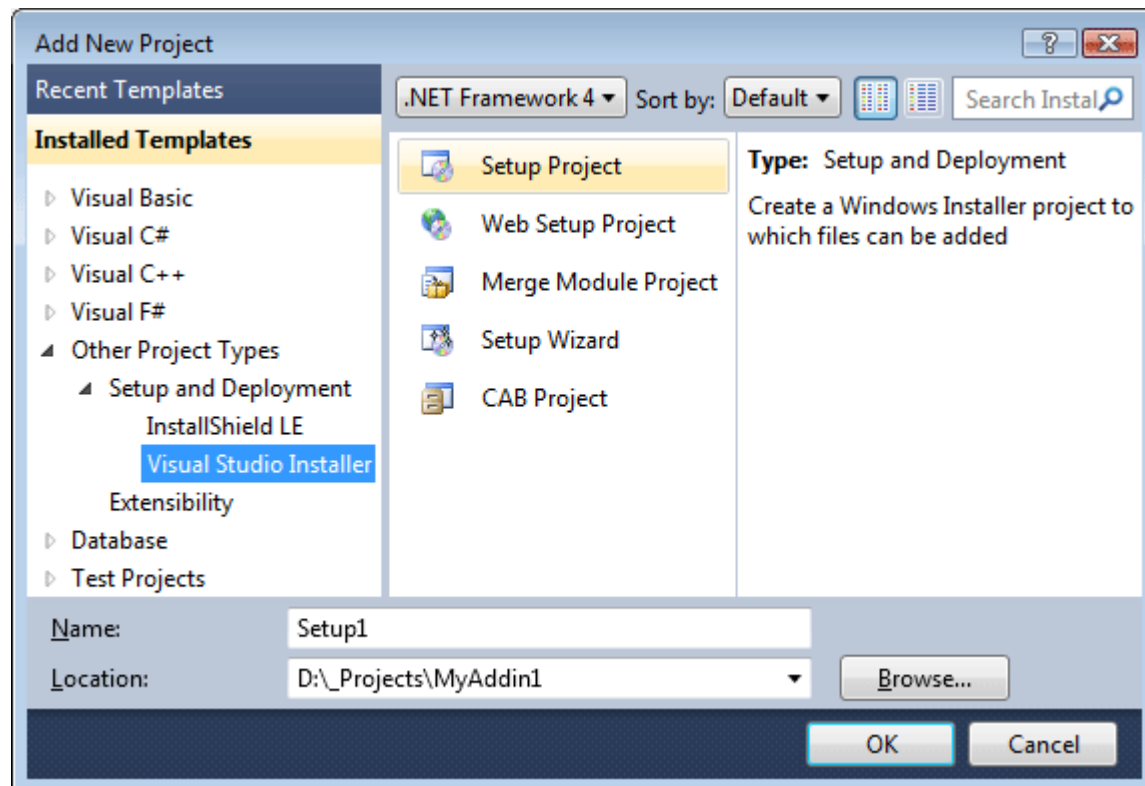 Add New Project
Recent Templates
.NET Framework 4 Sort by: Default Search Instal
Installed Templates
Visual Basic
Visual C#
Visual C++
Visual F#
Other Project Types
Setup and Deployment
InstallShield LE
Visual Studio Installer
Extensibility
Database
Test Projects
Setup Project
Web Setup Project
Merge Module Project
Setup Wizard
CAB Project
Type: Setup and Deployment
Create a Windows Installer project to
which files can be added
Name: Setup1
Location: D:\_Projects\MyAddin1 Browse...
OK Cancel